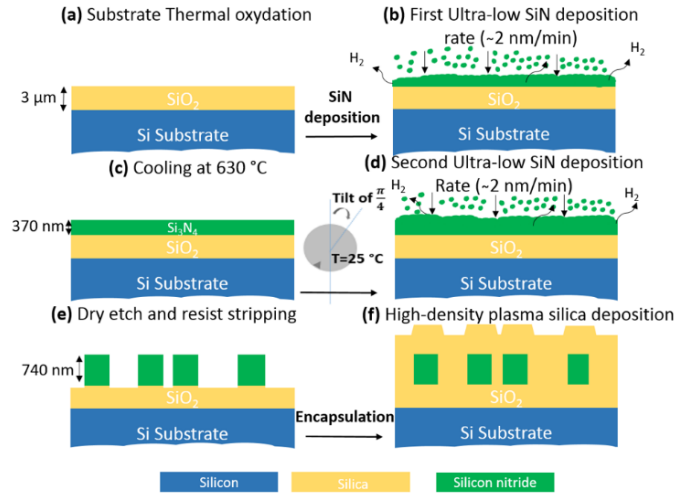 (a) Substrate Thermal oxydation
3 μm
SiO₂
Si Substrate
SiN
deposition
(b) First Ultra-low SiN deposition
rate (~2 nm/min)
H₂
H₂
SiO₂
Si Substrate
(c) Cooling at 630 °C
370 nm
Si₃N₄
SiO₂
Si Substrate
Tilt of π/4
T=25 °C
(d) Second Ultra-low SiN deposition
Rate (~2 nm/min)
H₂
H₂
SiO₂
Si Substrate
(e) Dry etch and resist stripping
740 nm
SiO₂
Si Substrate
Encapsulation
(f) High-density plasma silica deposition
SiO₂
Si Substrate
Silicon
Silica
Silicon nitride